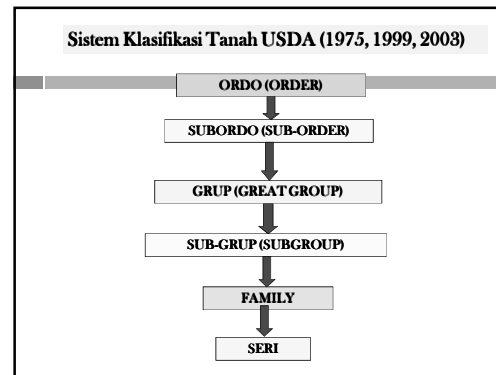 Sistem Klasifikasi Tanah USDA (1975, 1999, 2003)
ORDO (ORDER)
SUBORDO (SUB-ORDER)
GRUP (GREAT GROUP)
SUB-GRUP (SUBGROUP)
FAMILY
SERI